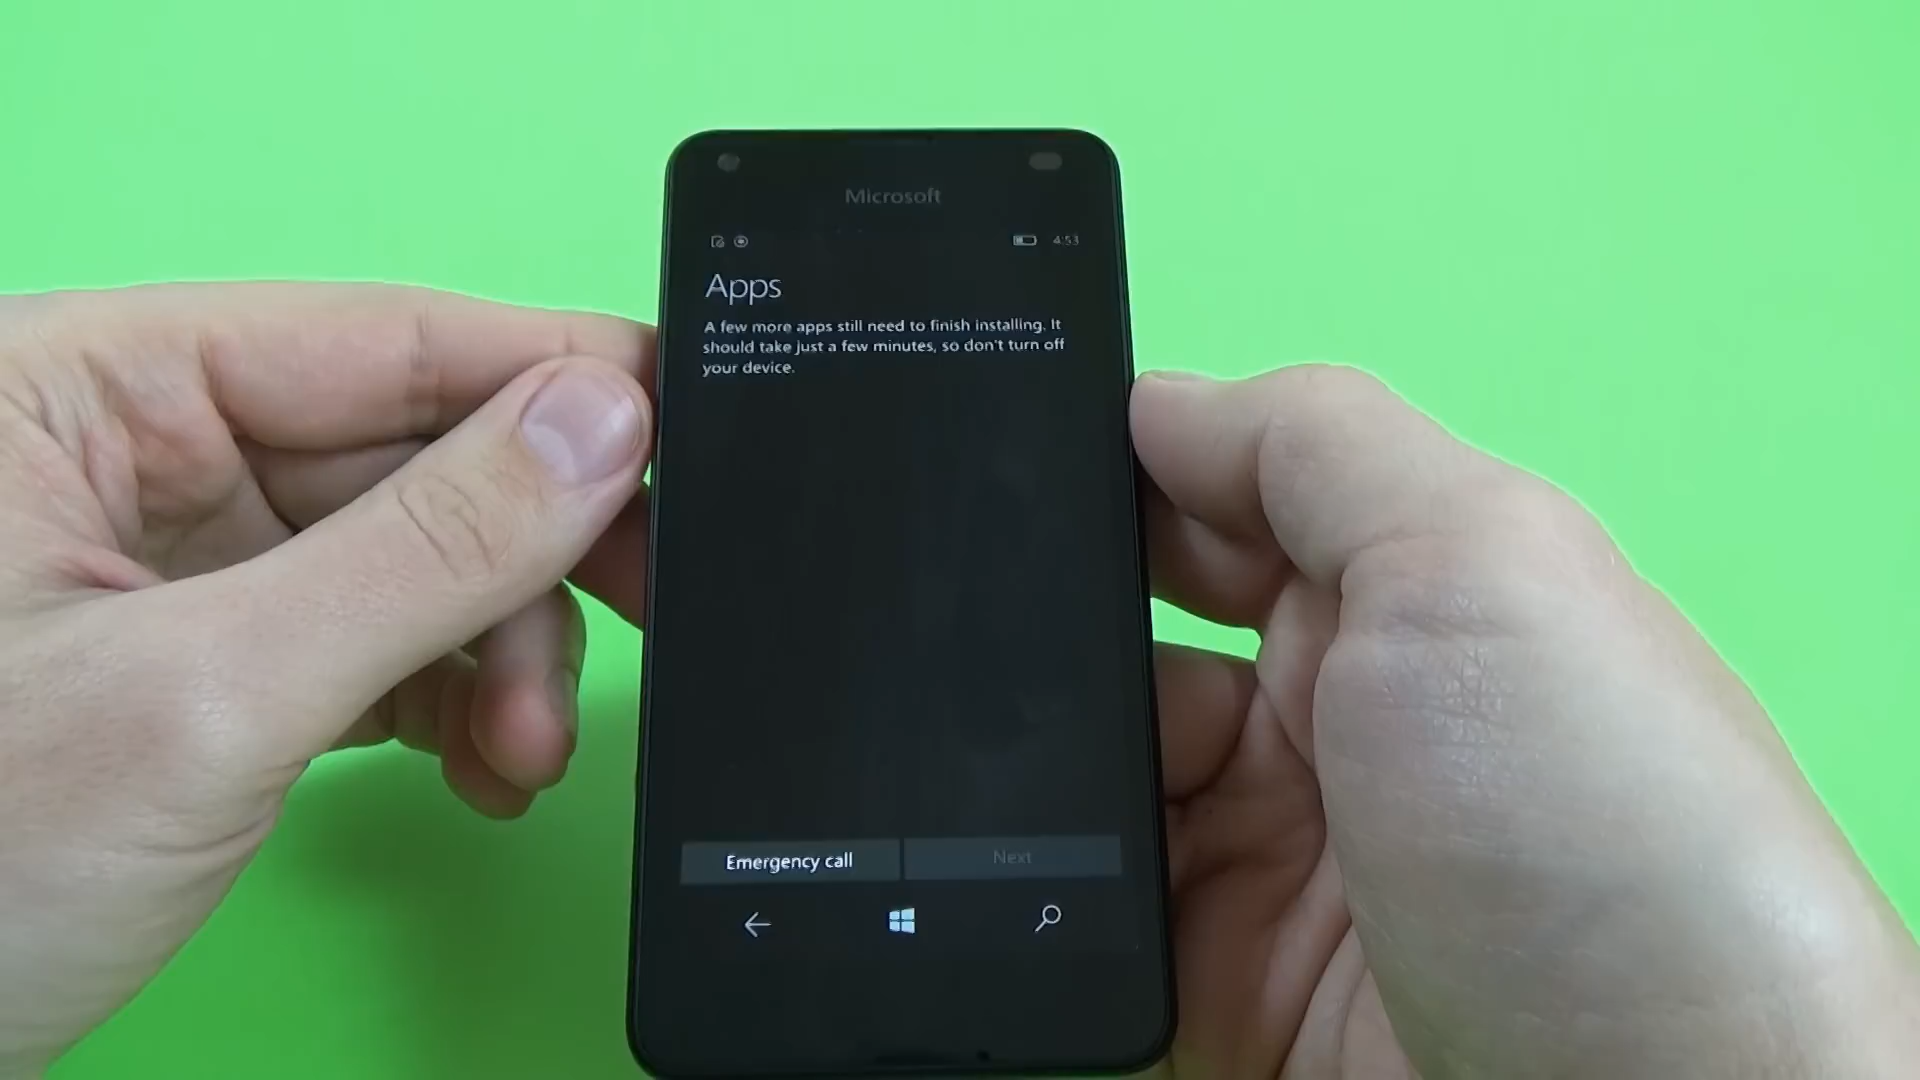 Microsoft
4:53
Apps
A few more apps still need to finish installing. It
should take just a few minutes, so don't turn off
your device.
Emergency call
Next